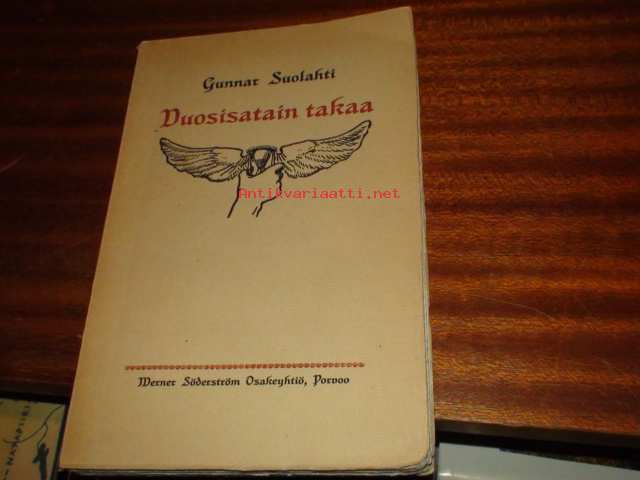 Gunnar Suolahti
Vuosisatain takaa
Antikvariaatti.net
Werner Söderström Osakeyhtiö, Porvoo